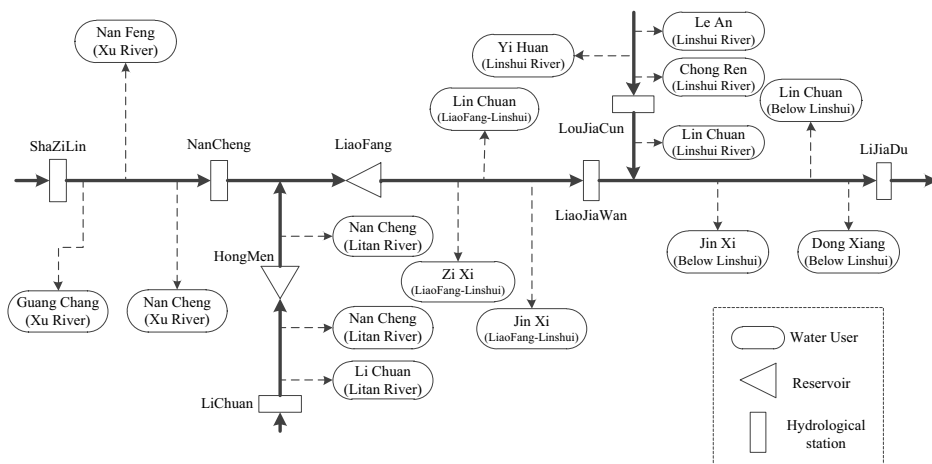 Nan Feng
(Xu River)
Le An
(Linshui River)
Yi Huan
(Linshui River)
Chong Ren
(Linshui River)
Lin Chuan
(LiaoFang-Linshui)
Lin Chuan
(Below Linshui)
LouJiaCun
Lin Chuan
(Linshui River)
ShaZiLin
NanCheng
LiaoFang
LiJiaDu
LiaoJiaWan
Nan Cheng
(Litan River)
HongMen
Jin Xi
(Below Linshui)
Dong Xiang
(Below Linshui)
Zi Xi
(LiaoFang-Linshui)
Guang Chang
(Xu River)
Nan Cheng
(Xu River)
Nan Cheng
(Litan River)
Jin Xi
(LiaoFang-Linshui)
Li Chuan
(Litan River)
LiChuan
Water User
Reservoir
Hydrological
station